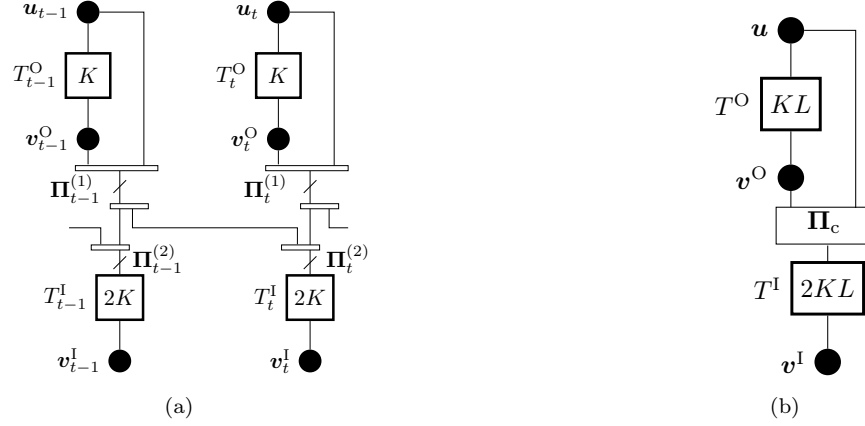 u_{t-1} u_t
T^O_{t-1} K T^O_t K
v^O_{t-1} v^O_t
Π^{(1)}_{t-1} Π^{(1)}_t
Π^{(2)}_{t-1} Π^{(2)}_t
T^I_{t-1} 2K T^I_t 2K
v^I_{t-1} v^I_t
(a)
u
T^O KL
v^O
Π_c
T^I 2KL
v^I
(b)